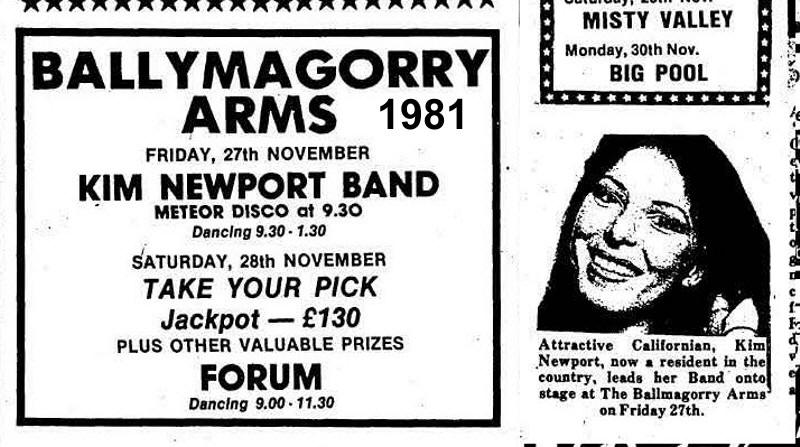 BALLYMAGORRY
ARMS 1981
FRIDAY, 27th NOVEMBER
KIM NEWPORT BAND
METEOR DISCO at 9.30
Dancing 9.30 - 1.30
SATURDAY, 28th NOVEMBER
TAKE YOUR PICK
Jackpot — £130
PLUS OTHER VALUABLE PRIZES
FORUM
Dancing 9.00 - 11.30
MISTY VALLEY
Monday, 30th Nov.
BIG POOL
Attractive Californian, Kim
Newport, now a resident in the
country, leads her Band onto
stage at The Ballmagorry Arms
on Friday 27th.